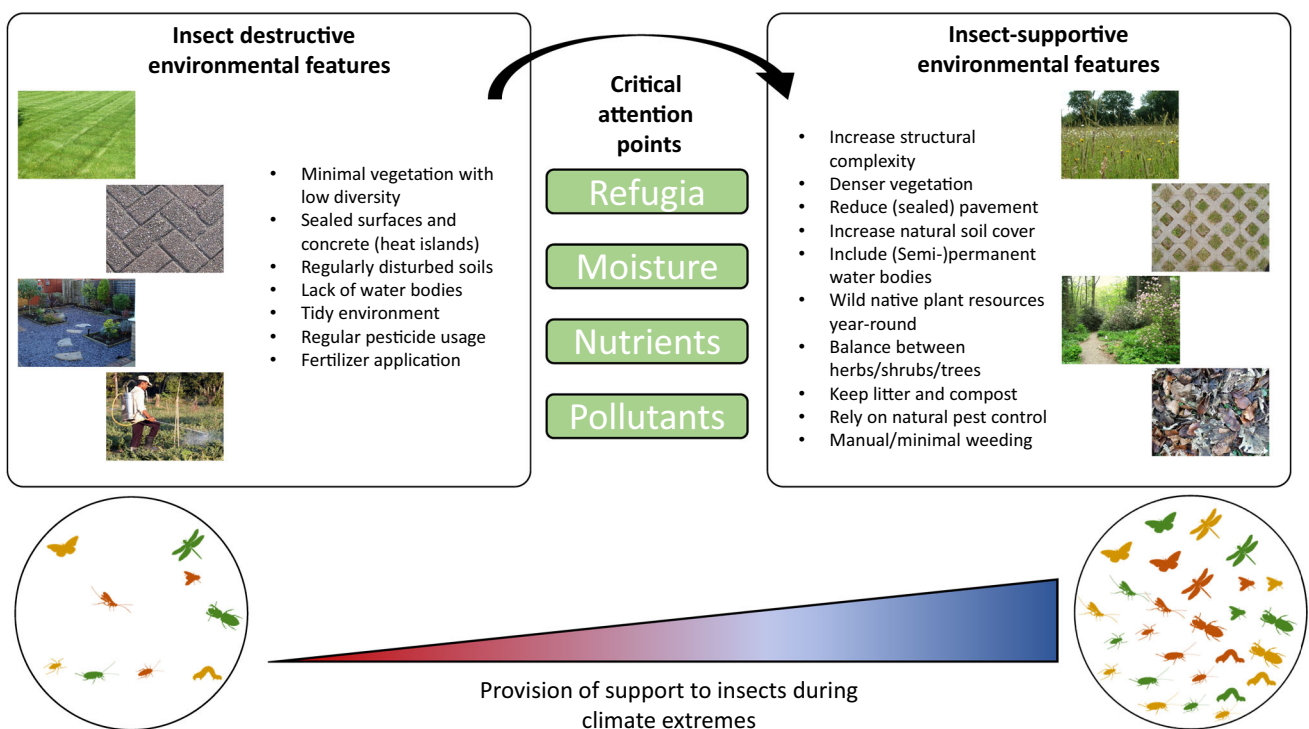 Insect destructive
environmental features
• Minimal vegetation with
low diversity
• Sealed surfaces and
concrete (heat islands)
• Regularly disturbed soils
• Lack of water bodies
• Tidy environment
• Regular pesticide usage
• Fertilizer application
Critical
attention
points
Refugia
Moisture
Nutrients
Pollutants
Insect-supportive
environmental features
• Increase structural
complexity
• Denser vegetation
• Reduce (sealed) pavement
• Increase natural soil cover
• Include (Semi-)permanent
water bodies
• Wild native plant resources
year-round
• Balance between
herbs/shrubs/trees
• Keep litter and compost
• Rely on natural pest control
• Manual/minimal weeding
Provision of support to insects during
climate extremes